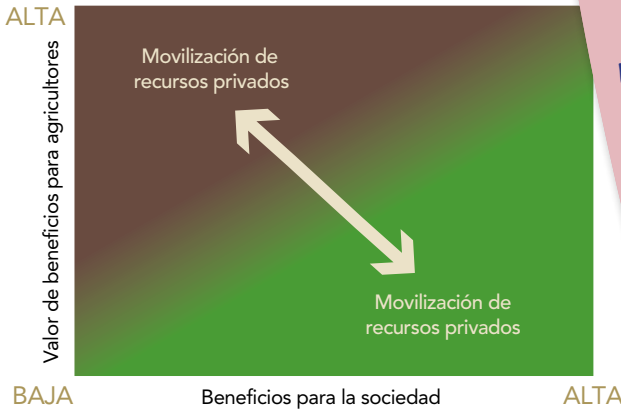 ALTA
Valor de beneficios para agricultores
Movilización de
recursos privados
Movilización de
recursos privados
BAJA
Beneficios para la sociedad
ALTA